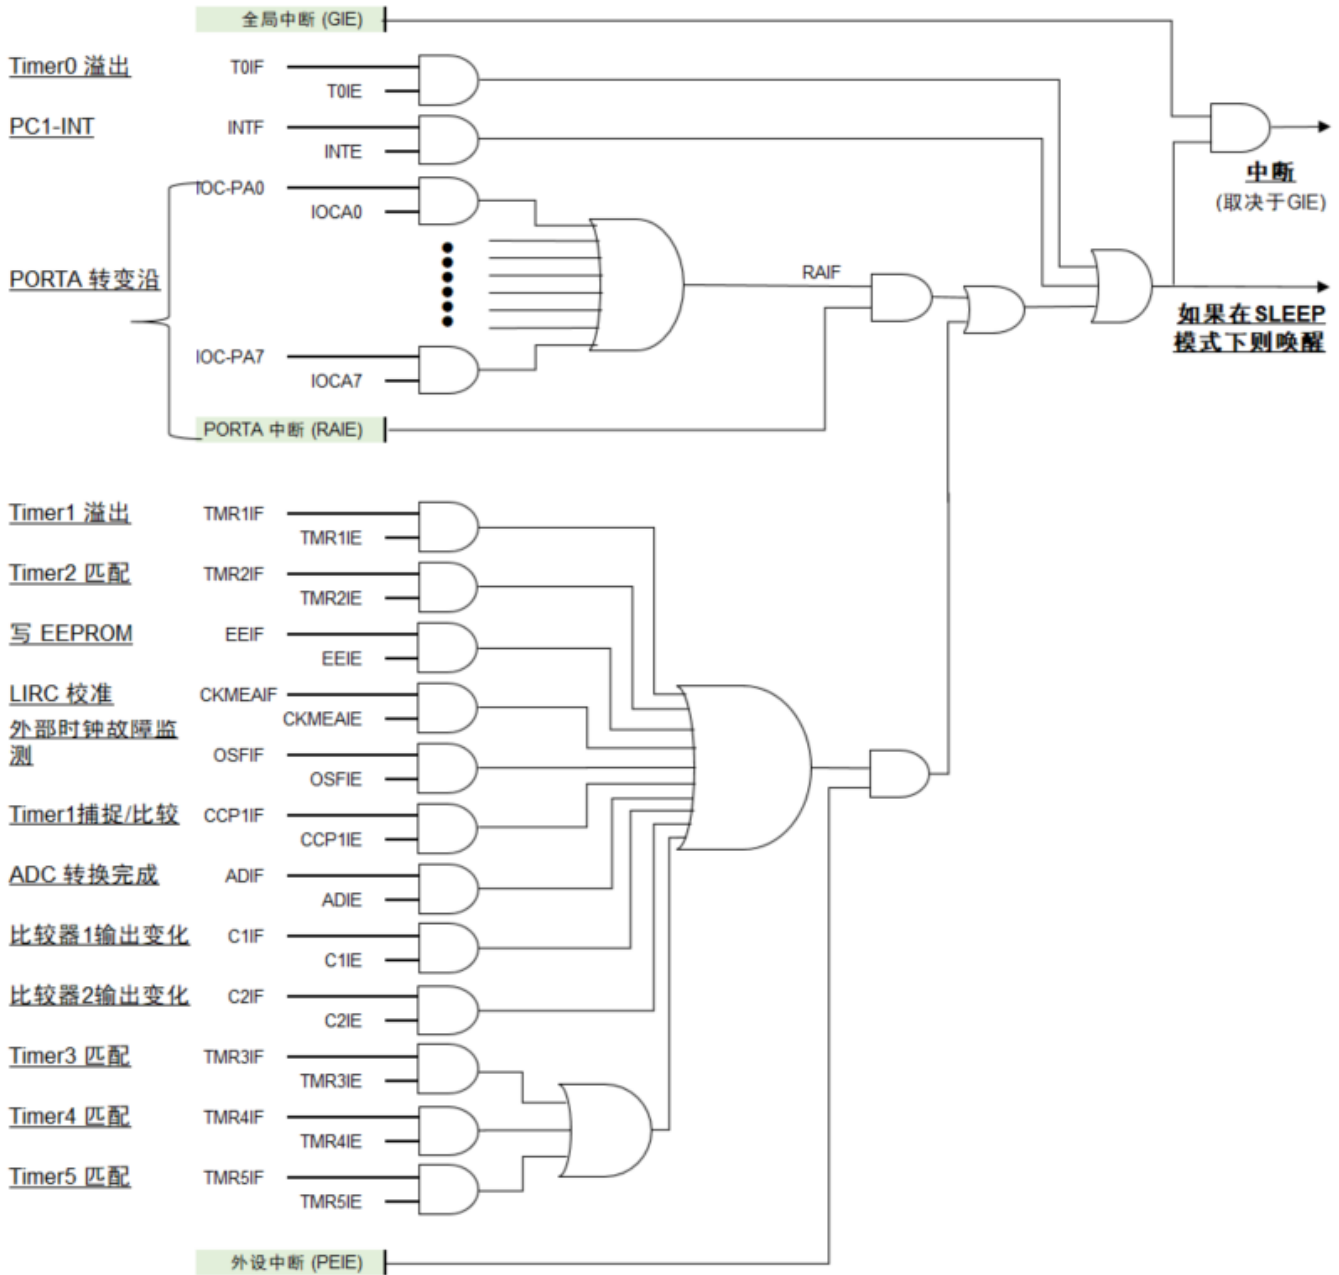 全局中断 (GIE)
Timer0 溢出
T0IF
T0IE
PC1-INT
INTF
INTE
中断
(取决于GIE)
IOC-PA0
IOCA0
PORTA 转变沿
RAIF
如果在SLEEP
模式下则唤醒
IOC-PA7
IOCA7
PORTA 中断 (RAIE)
Timer1 溢出
TMR1IF
TMR1IE
Timer2 匹配
TMR2IF
TMR2IE
写 EEPROM
EEIF
EEIE
LIRC 校准
CKMEAIF
CKMEAIE
外部时钟故障监
测
OSFIF
OSFIE
Timer1捕捉/比较
CCP1IF
CCP1IE
ADC 转换完成
ADIF
ADIE
比较器1输出变化
C1IF
C1IE
比较器2输出变化
C2IF
C2IE
Timer3 匹配
TMR3IF
TMR3IE
Timer4 匹配
TMR4IF
TMR4IE
Timer5 匹配
TMR5IF
TMR5IE
外设中断 (PEIE)